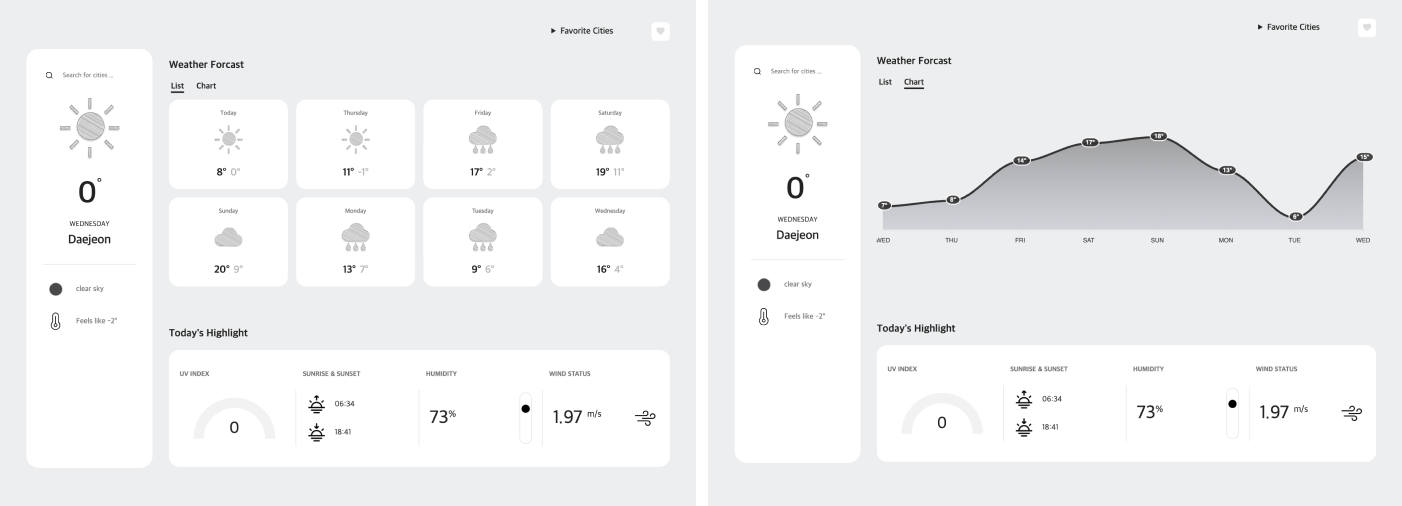 ▶ Favorite Cities
Search for cities ...
0°
WEDNESDAY
Daejeon
clear sky
Feels like -2°
Weather Forcast
List Chart
Today Thursday Friday Saturday
8° 0° 11° -1° 17° 2° 19° 11°
Sunday Monday Tuesday Wednesday
20° 9° 13° 7° 9° 6° 16° 4°
Today's Highlight
UV INDEX SUNRISE & SUNSET HUMIDITY WIND STATUS
0
06:34
18:41
73%
1.97 m/s
▶ Favorite Cities
Search for cities ...
0°
WEDNESDAY
Daejeon
clear sky
Feels like -2°
Weather Forcast
List Chart
7° 8° 14° 17° 18° 13° 6° 15°
WED THU FRI SAT SUN MON TUE WED
Today's Highlight
UV INDEX SUNRISE & SUNSET HUMIDITY WIND STATUS
0
06:34
18:41
73%
1.97 m/s